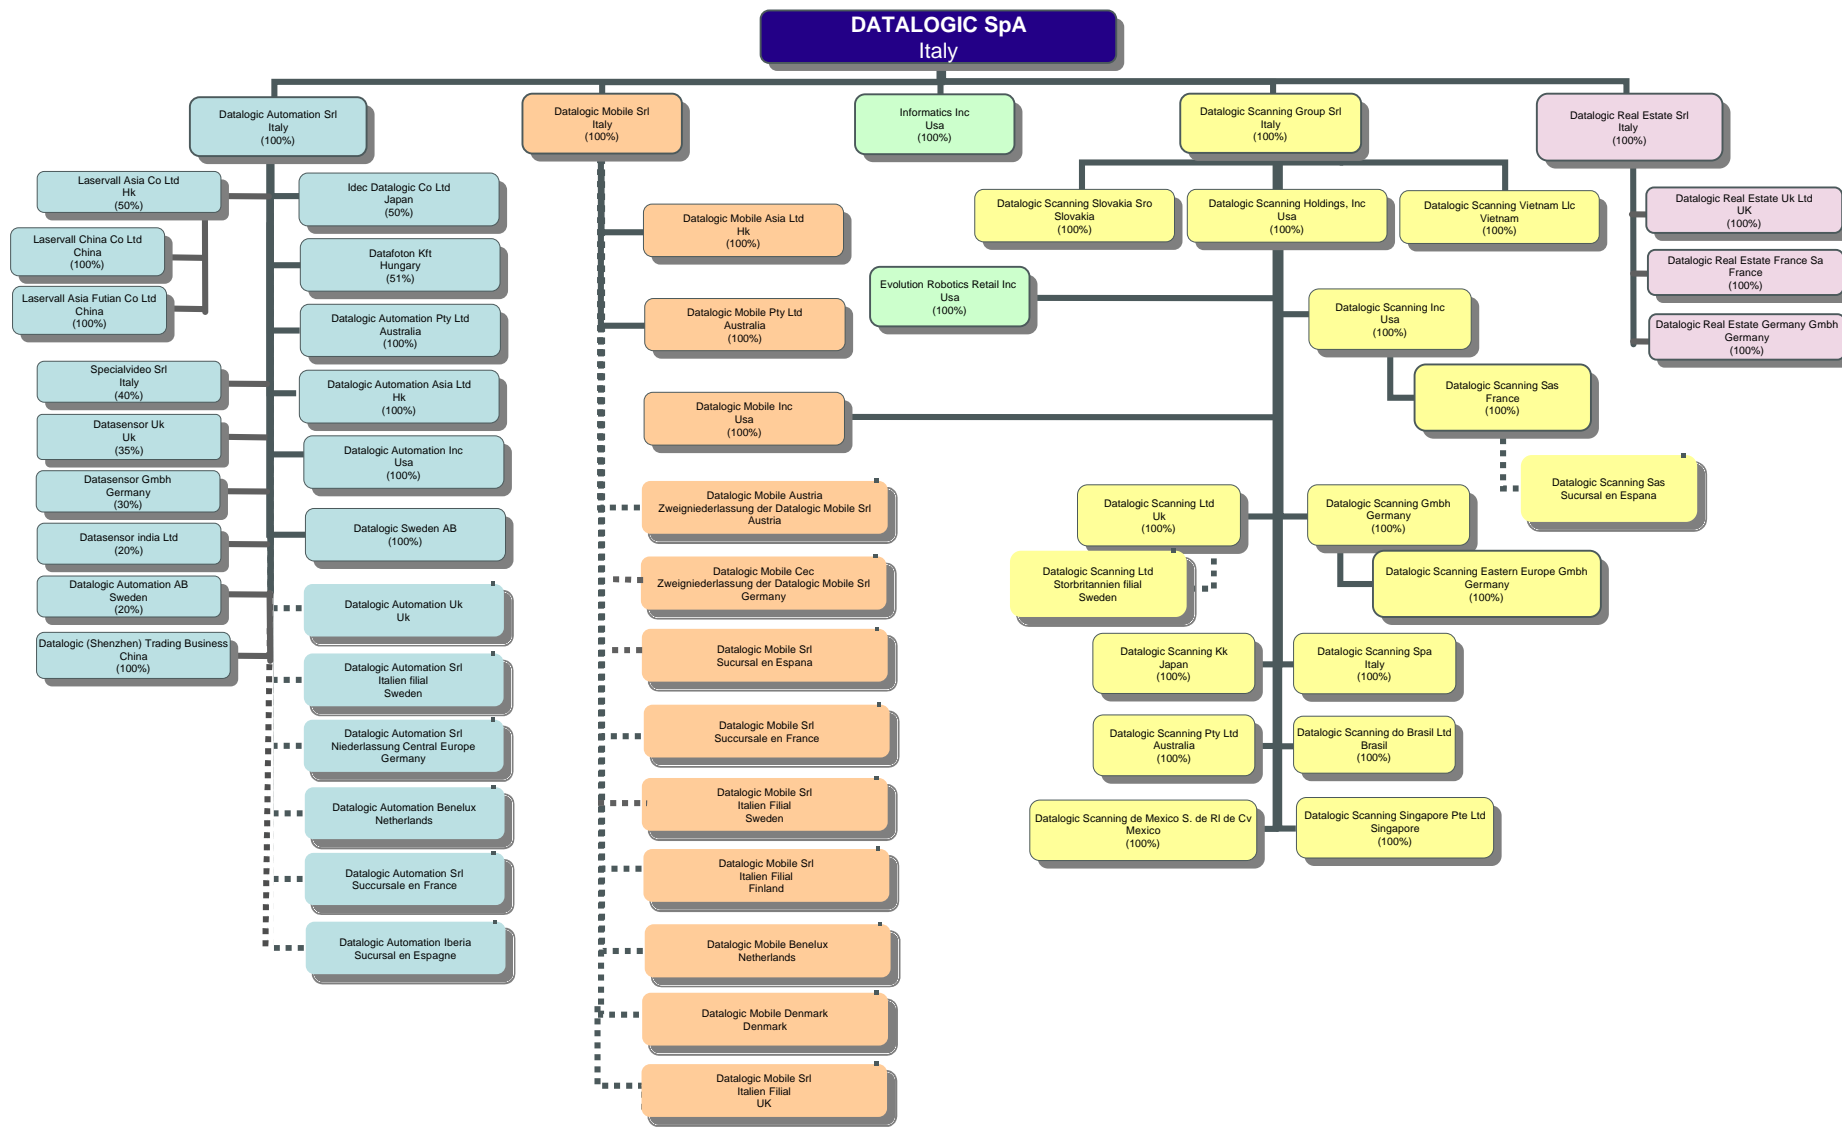 DATALOGIC SpA
Italy
Datalogic Automation Srl
Italy
(100%)
Datalogic Mobile Srl
Italy
(100%)
Informatics Inc
Usa
(100%)
Datalogic Scanning Group Srl
Italy
(100%)
Datalogic Real Estate Srl
Italy
(100%)
Laservall Asia Co Ltd
Hk
(50%)
Laservall China Co Ltd
China
(100%)
Laservall Asia Futian Co Ltd
China
(100%)
Specialvideo Srl
Italy
(40%)
Datasensor Uk
Uk
(35%)
Datasensor Gmbh
Germany
(30%)
Datasensor india Ltd
(20%)
Datalogic Automation AB
Sweden
(20%)
Datalogic (Shenzhen) Trading Business
China
(100%)
Idec Datalogic Co Ltd
Japan
(50%)
Datafoton Kft
Hungary
(51%)
Datalogic Automation Pty Ltd
Australia
(100%)
Datalogic Automation Asia Ltd
Hk
(100%)
Datalogic Automation Inc
Usa
(100%)
Datalogic Sweden AB
(100%)
Datalogic Automation Uk
Uk
Datalogic Automation Srl
Italien filial
Sweden
Datalogic Automation Srl
Niederlassung Central Europe
Germany
Datalogic Automation Benelux
Netherlands
Datalogic Automation Srl
Succursale en France
Datalogic Automation Iberia
Sucursal en Espagne
Datalogic Mobile Asia Ltd
Hk
(100%)
Datalogic Mobile Pty Ltd
Australia
(100%)
Datalogic Mobile Inc
Usa
(100%)
Datalogic Mobile Austria
Zweigniederlassung der Datalogic Mobile Srl
Austria
Datalogic Mobile Cec
Zweigniederlassung der Datalogic Mobile Srl
Germany
Datalogic Mobile Srl
Sucursal en Espana
Datalogic Mobile Srl
Succursale en France
Datalogic Mobile Srl
Italien Filial
Sweden
Datalogic Mobile Srl
Italien Filial
Finland
Datalogic Mobile Benelux
Netherlands
Datalogic Mobile Denmark
Denmark
Datalogic Mobile Srl
Italien Filial
UK
Datalogic Scanning Slovakia Sro
Slovakia
(100%)
Datalogic Scanning Holdings, Inc
Usa
(100%)
Datalogic Scanning Vietnam Llc
Vietnam
(100%)
Evolution Robotics Retail Inc
Usa
(100%)
Datalogic Scanning Inc
Usa
(100%)
Datalogic Scanning Sas
France
(100%)
Datalogic Scanning Sas
Sucursal en Espana
Datalogic Scanning Ltd
Uk
(100%)
Datalogic Scanning Ltd
Storbritannien filial
Sweden
Datalogic Scanning Gmbh
Germany
(100%)
Datalogic Scanning Eastern Europe Gmbh
Germany
(100%)
Datalogic Scanning Kk
Japan
(100%)
Datalogic Scanning Spa
Italy
(100%)
Datalogic Scanning Pty Ltd
Australia
(100%)
Datalogic Scanning do Brasil Ltd
Brasil
(100%)
Datalogic Scanning de Mexico S. de Rl de Cv
Mexico
(100%)
Datalogic Scanning Singapore Pte Ltd
Singapore
(100%)
Datalogic Real Estate Uk Ltd
UK
(100%)
Datalogic Real Estate France Sa
France
(100%)
Datalogic Real Estate Germany Gmbh
Germany
(100%)